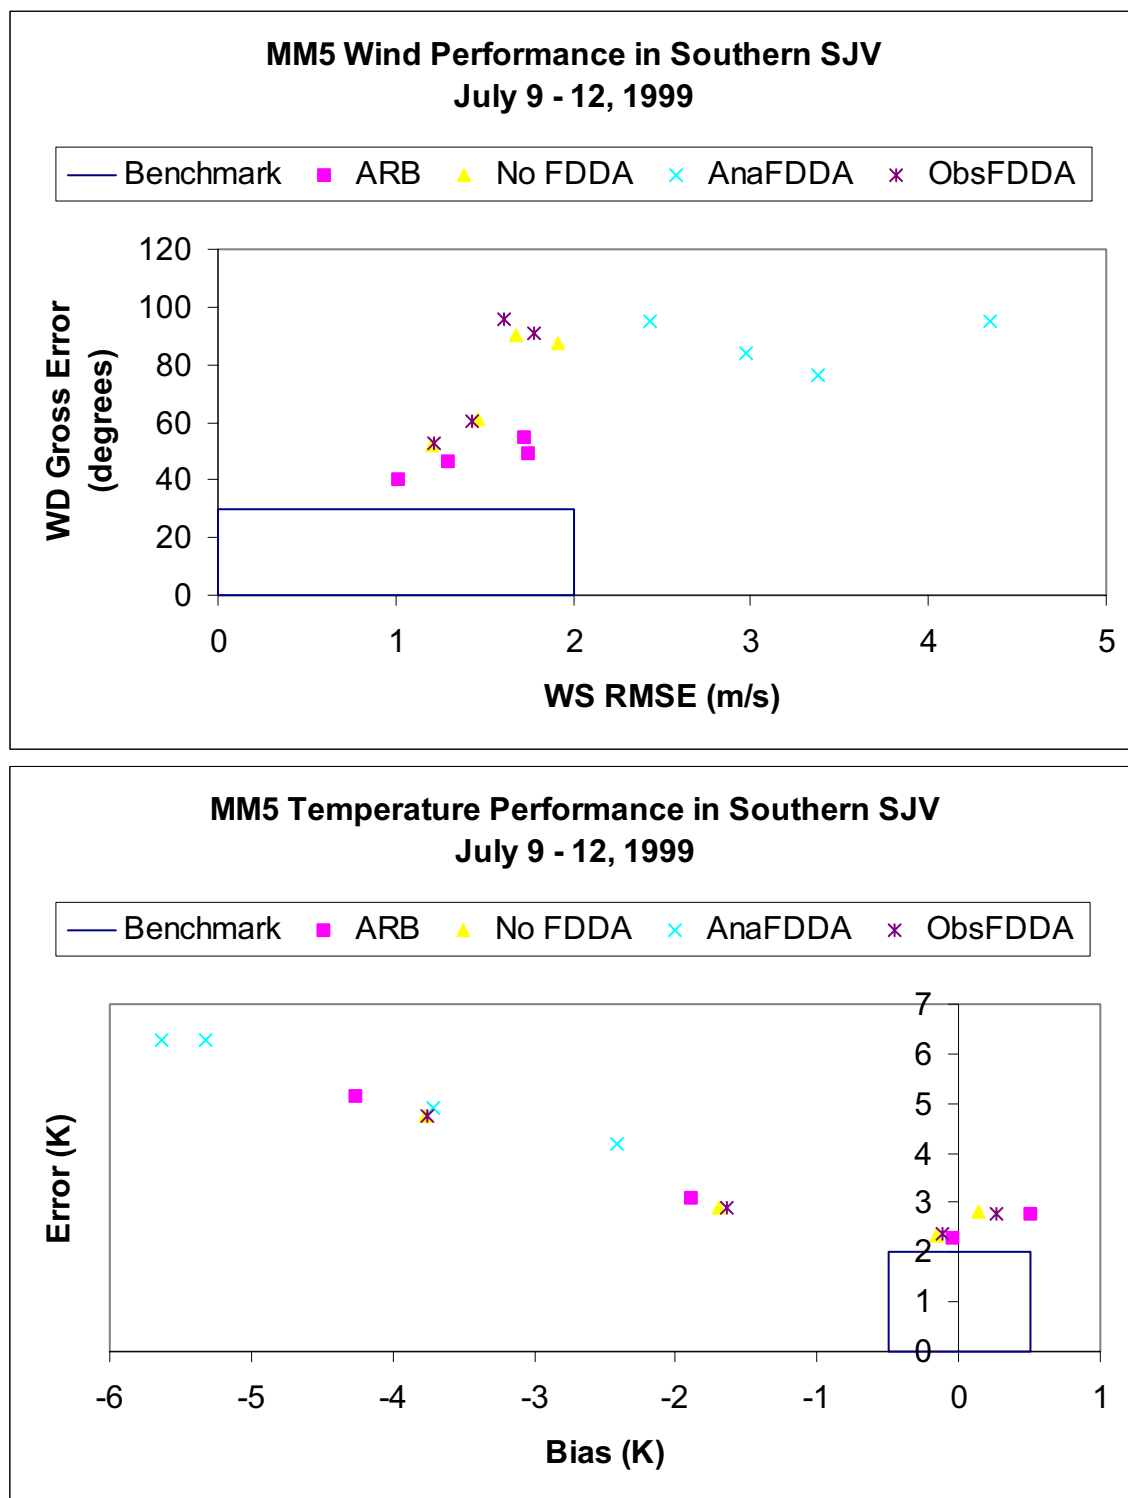 MM5 Wind Performance in Southern SJV
July 9 - 12, 1999
Benchmark ARB No FDDA AnaFDDA ObsFDDA
WD Gross Error
(degrees)
120
100
80
60
40
20
0
0 1 2 3 4 5
WS RMSE (m/s)
MM5 Temperature Performance in Southern SJV
July 9 - 12, 1999
Benchmark ARB No FDDA AnaFDDA ObsFDDA
Error (K)
7
6
5
4
3
2
1
0
-6 -5 -4 -3 -2 -1 0 1
Bias (K)